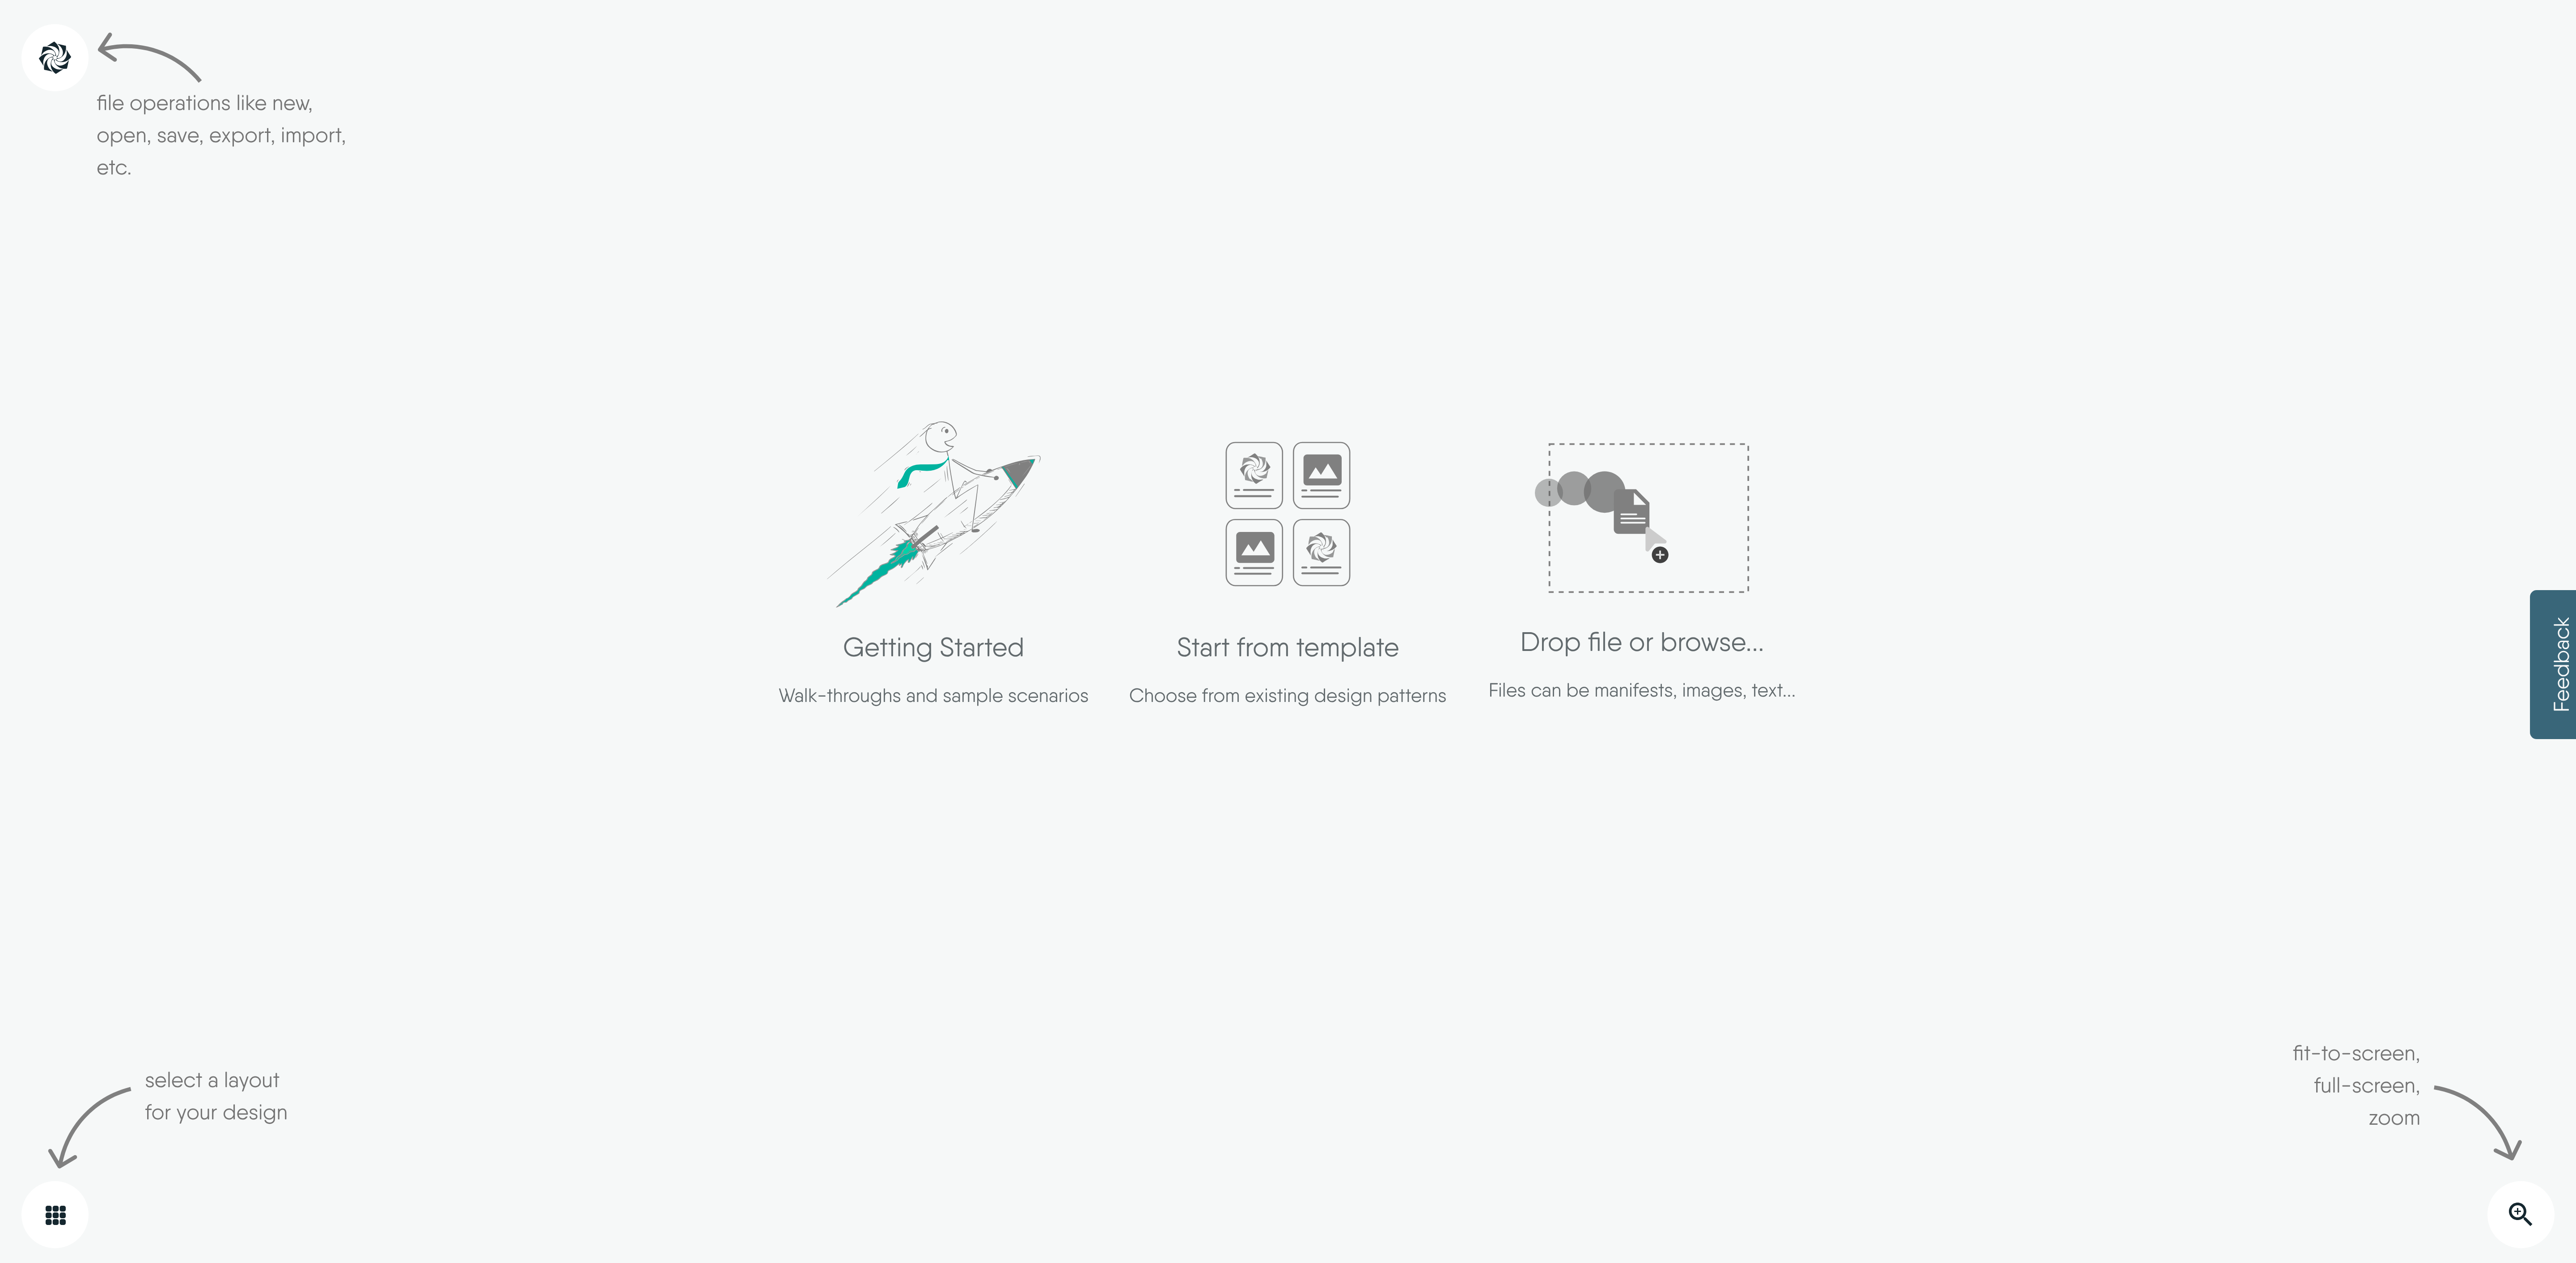 file operations like new,
open, save, export, import,
etc.
Getting Started
Walk-throughs and sample scenarios
Start from template
Choose from existing design patterns
Drop file or browse...
Files can be manifests, images, text...
Feedback
select a layout
for your design
fit-to-screen,
full-screen,
zoom